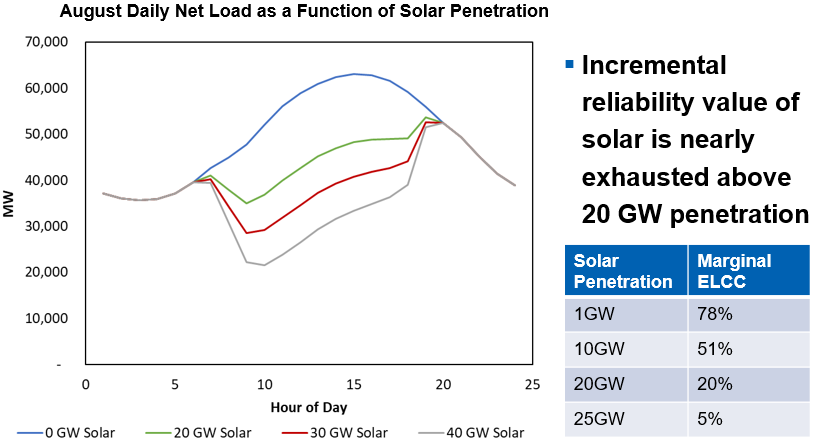 August Daily Net Load as a Function of Solar Penetration
70,000
60,000
50,000
40,000
30,000
20,000
10,000
-
MW
0 5 10 15 20 25
Hour of Day
0 GW Solar 20 GW Solar 30 GW Solar 40 GW Solar
▪ Incremental
reliability value of
solar is nearly
exhausted above
20 GW penetration
Solar Marginal
Penetration ELCC
1GW 78%
10GW 51%
20GW 20%
25GW 5%